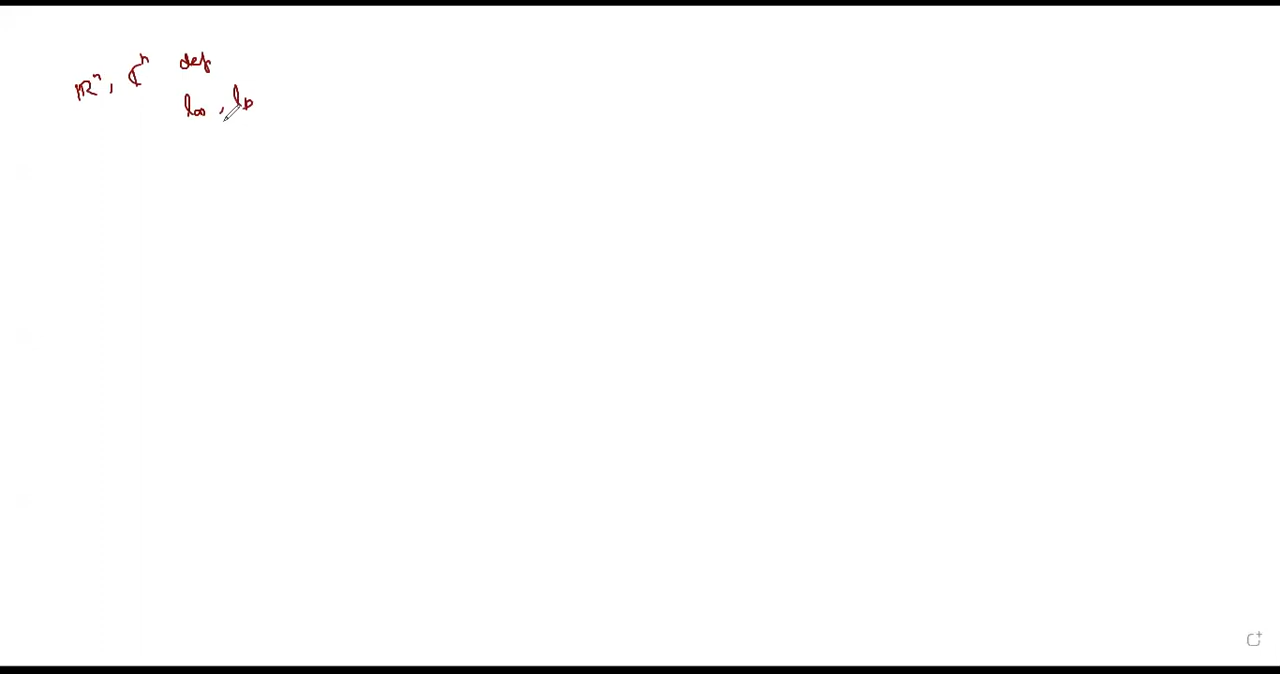 ℝⁿ, ℂⁿ def
l∞, lp